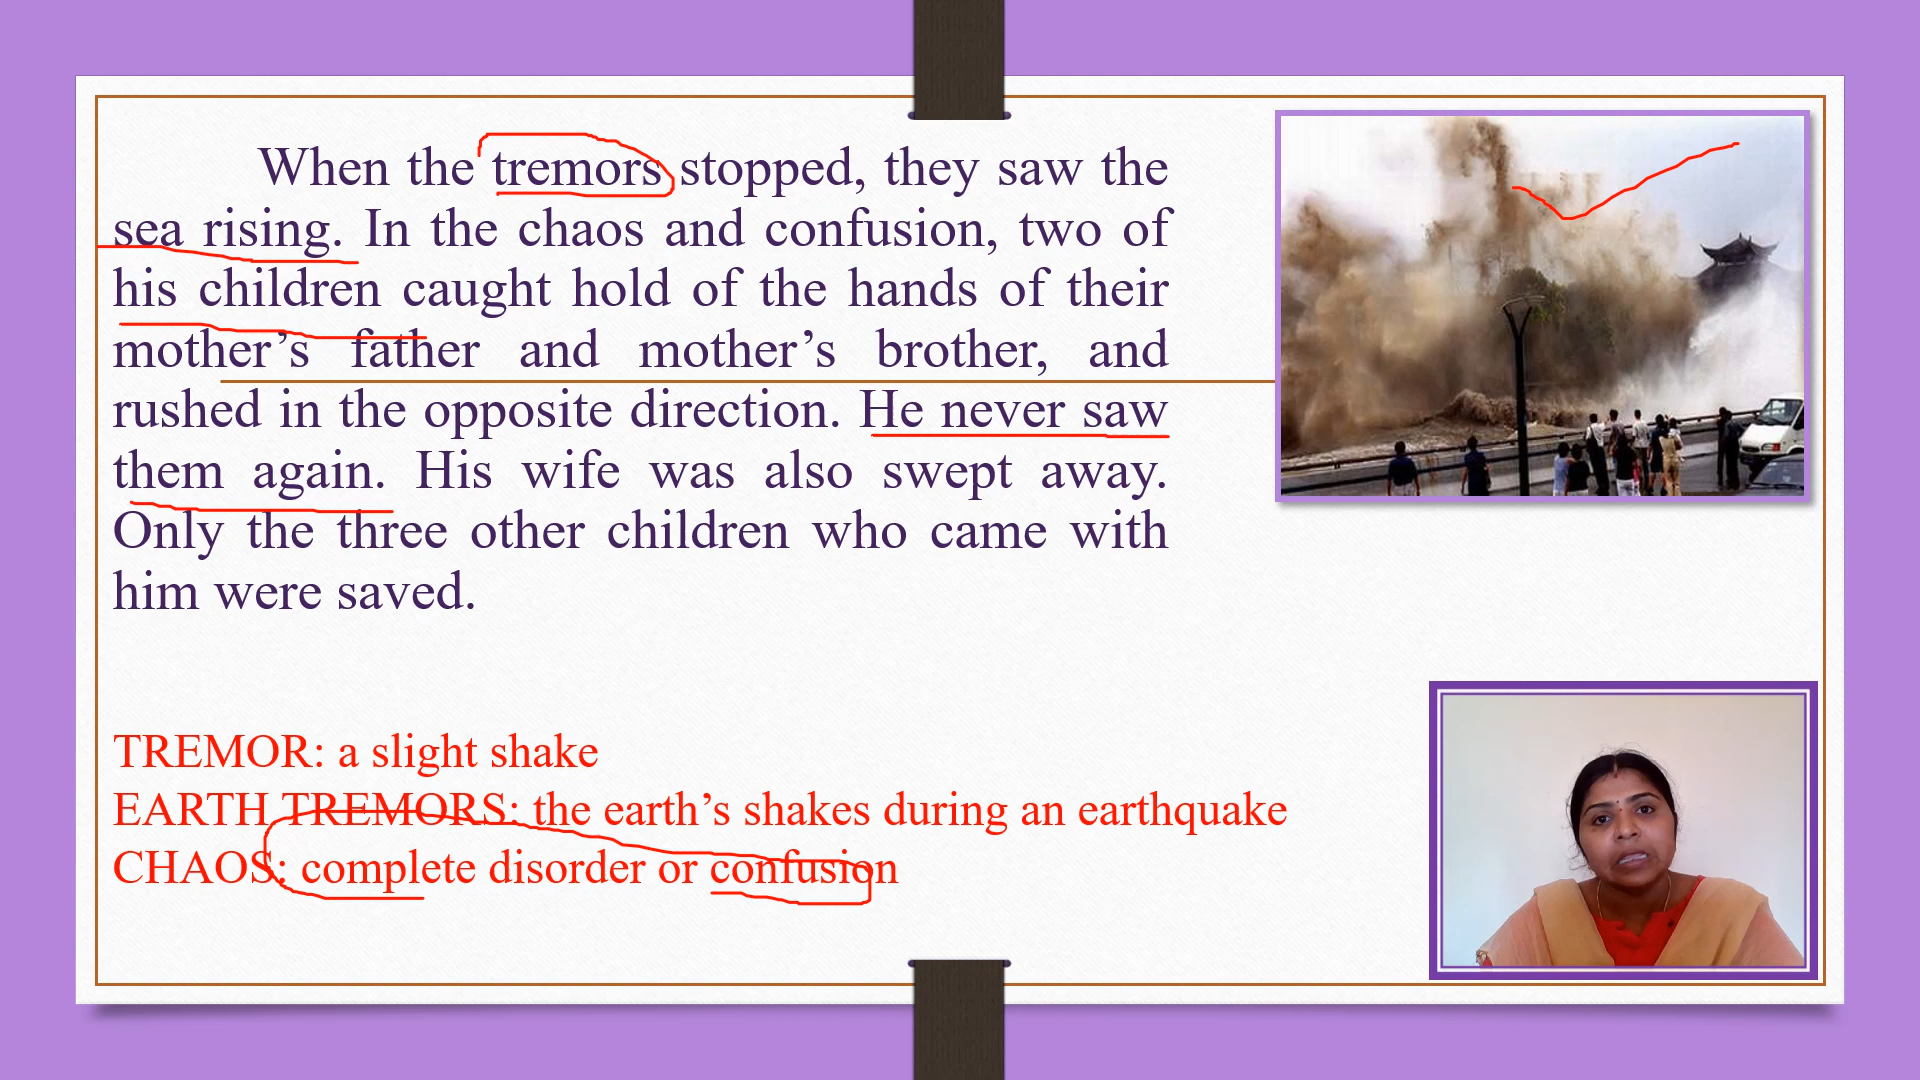 When the tremors stopped, they saw the
sea rising. In the chaos and confusion, two of
his children caught hold of the hands of their
mother’s father and mother’s brother, and
rushed in the opposite direction. He never saw
them again. His wife was also swept away.
Only the three other children who came with
him were saved.
TREMOR: a slight shake
EARTH TREMORS: the earth’s shakes during an earthquake
CHAOS: complete disorder or confusion